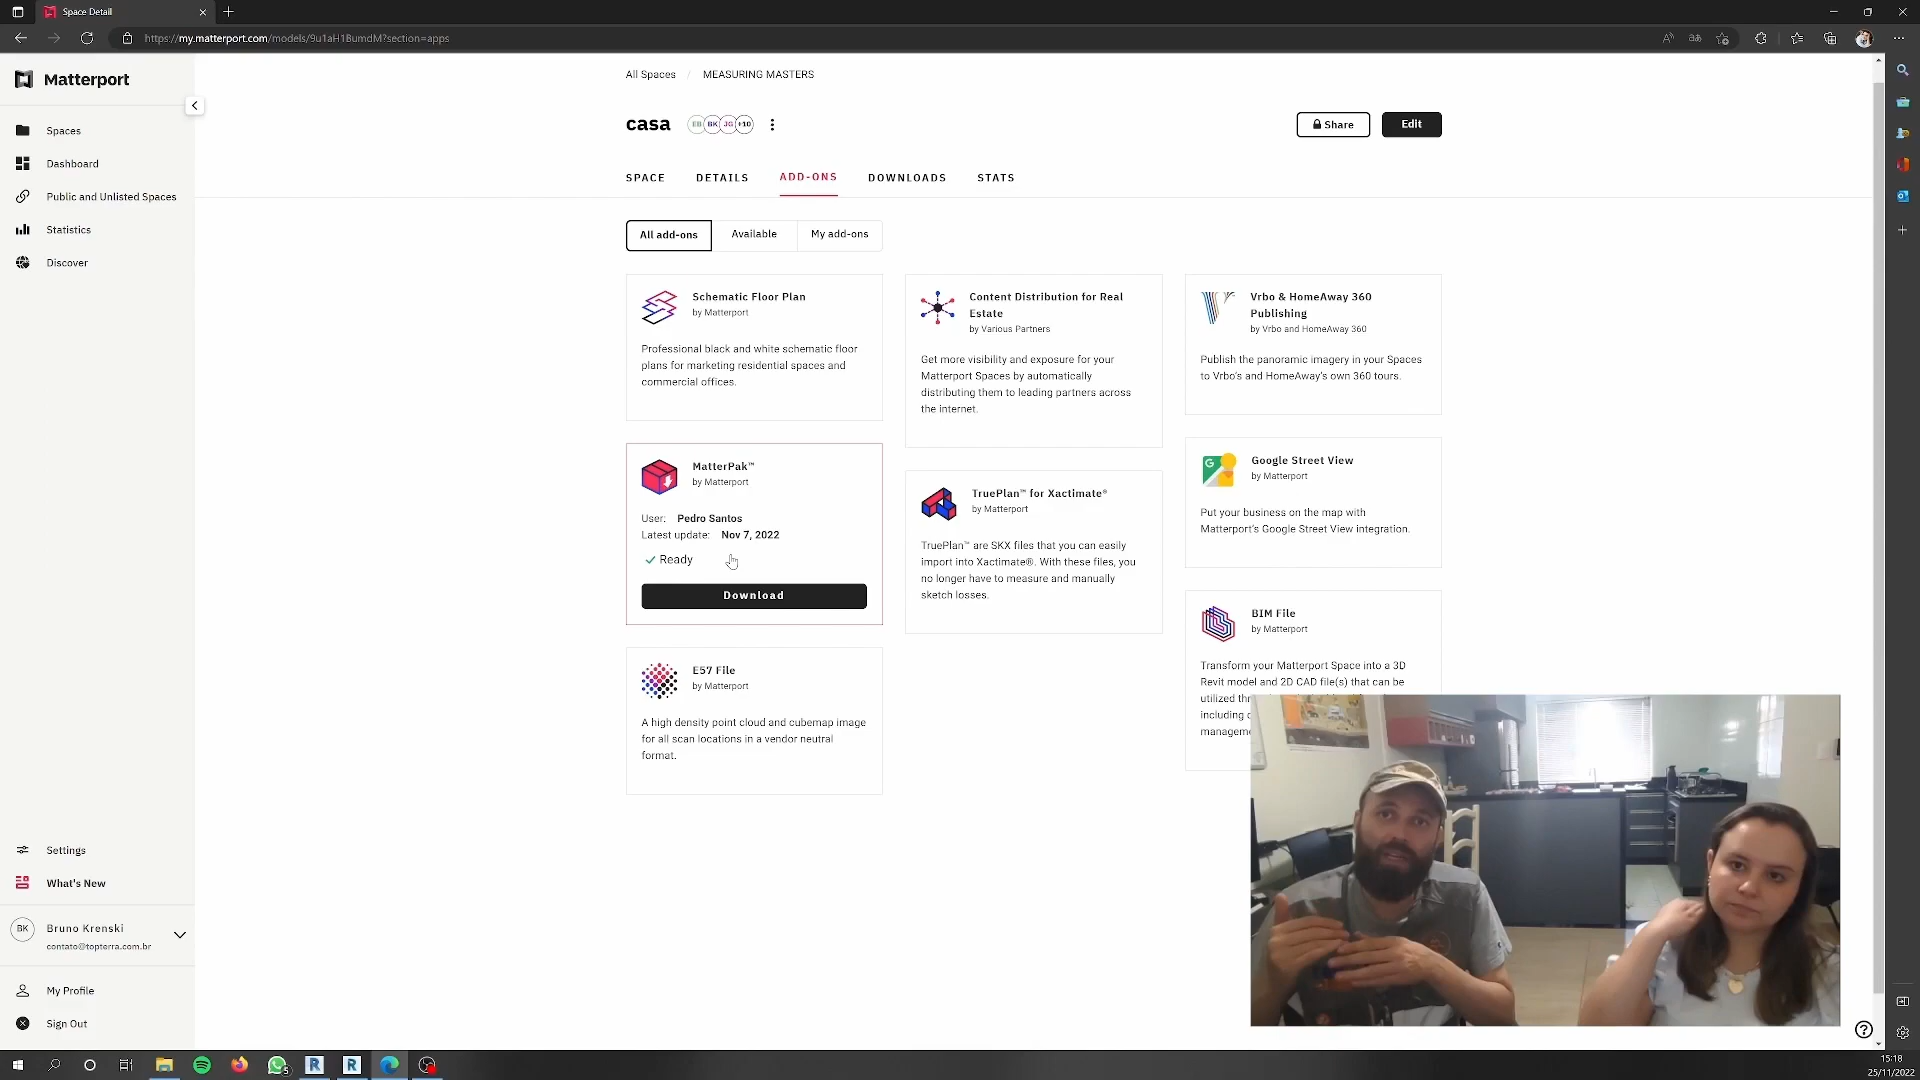 Space Detail
https://my.matterport.com/models/9u1aH1BumdM?section=apps
Matterport
Spaces
Dashboard
Public and Unlisted Spaces
Statistics
Discover
Settings
What's New
BK
Bruno Krenski
contato@topterra.com.br
My Profile
Sign Out
All Spaces / MEASURING MASTERS
casa
EB BK JG +10
Share
Edit
SPACE DETAILS ADD-ONS DOWNLOADS STATS
All add-ons Available My add-ons
Schematic Floor Plan
by Matterport
Professional black and white schematic floor
plans for marketing residential spaces and
commercial offices.
MatterPak™
by Matterport
User: Pedro Santos
Latest update: Nov 7, 2022
Ready
Download
E57 File
by Matterport
A high density point cloud and cubemap image
for all scan locations in a vendor neutral
format.
Content Distribution for Real
Estate
by Various Partners
Get more visibility and exposure for your
Matterport Spaces by automatically
distributing them to leading partners across
the internet.
TruePlan™ for Xactimate®
by Matterport
TruePlan™ are SKX files that you can easily
import into Xactimate®. With these files, you
no longer have to measure and manually
sketch losses.
Vrbo & HomeAway 360
Publishing
by Vrbo and HomeAway 360
Publish the panoramic imagery in your Spaces
to Vrbo's and HomeAway's own 360 tours.
G
Google Street View
by Matterport
Put your business on the map with
Matterport's Google Street View integration.
BIM File
by Matterport
Transform your Matterport Space into a 3D
Revit model and 2D CAD file(s) that can be
utilized
including
15:18
25/11/2022